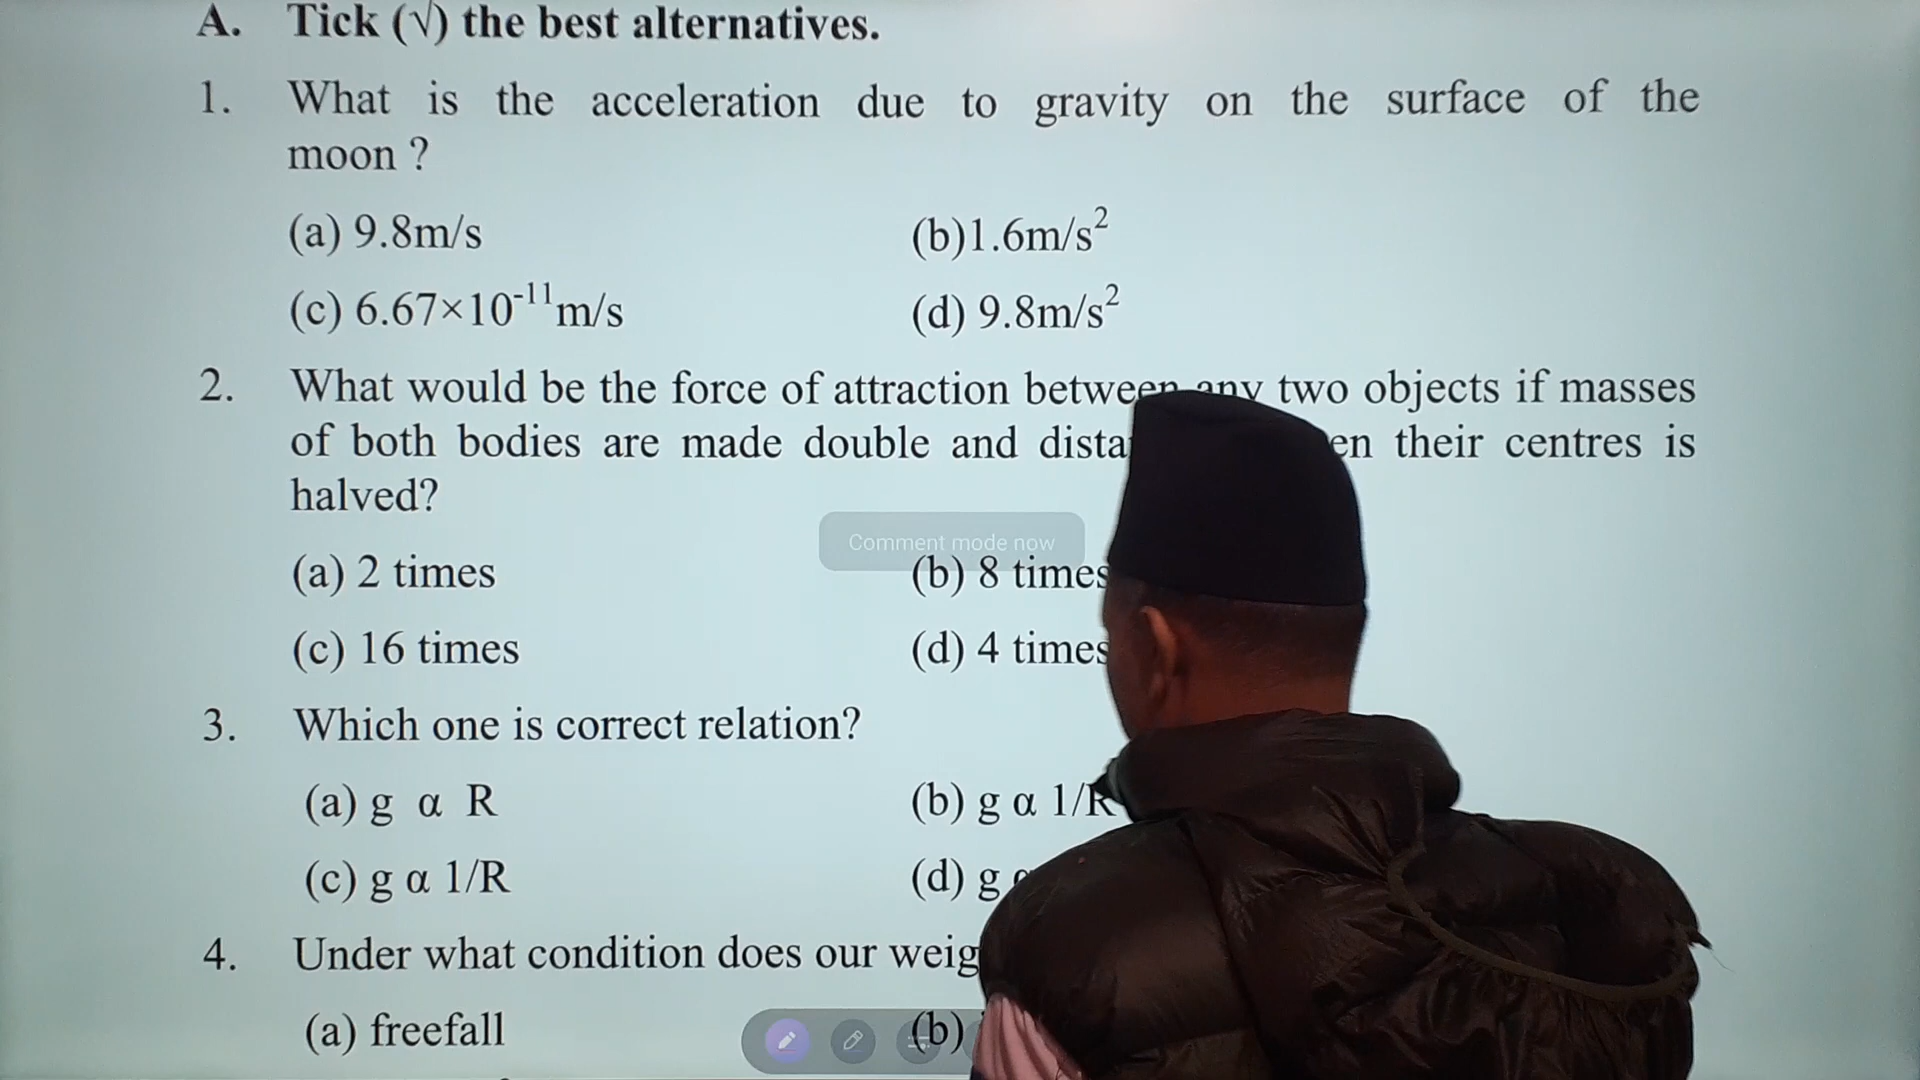 A. Tick (√) the best alternatives.
1. What is the acceleration due to gravity on the surface of the
moon ?
(a) 9.8m/s (b)1.6m/s²
(c) 6.67×10⁻¹¹m/s (d) 9.8m/s²
2. What would be the force of attraction between any two objects if masses
of both bodies are made double and their centres is
halved?
Comment mode now
(a) 2 times (b) 8 times
(c) 16 times (d) 4 times
3. Which one is correct relation?
(a) g α R (b) g α 1/R
(c) g α 1/R (d) g
4. Under what condition does our
(a) freefall (b)